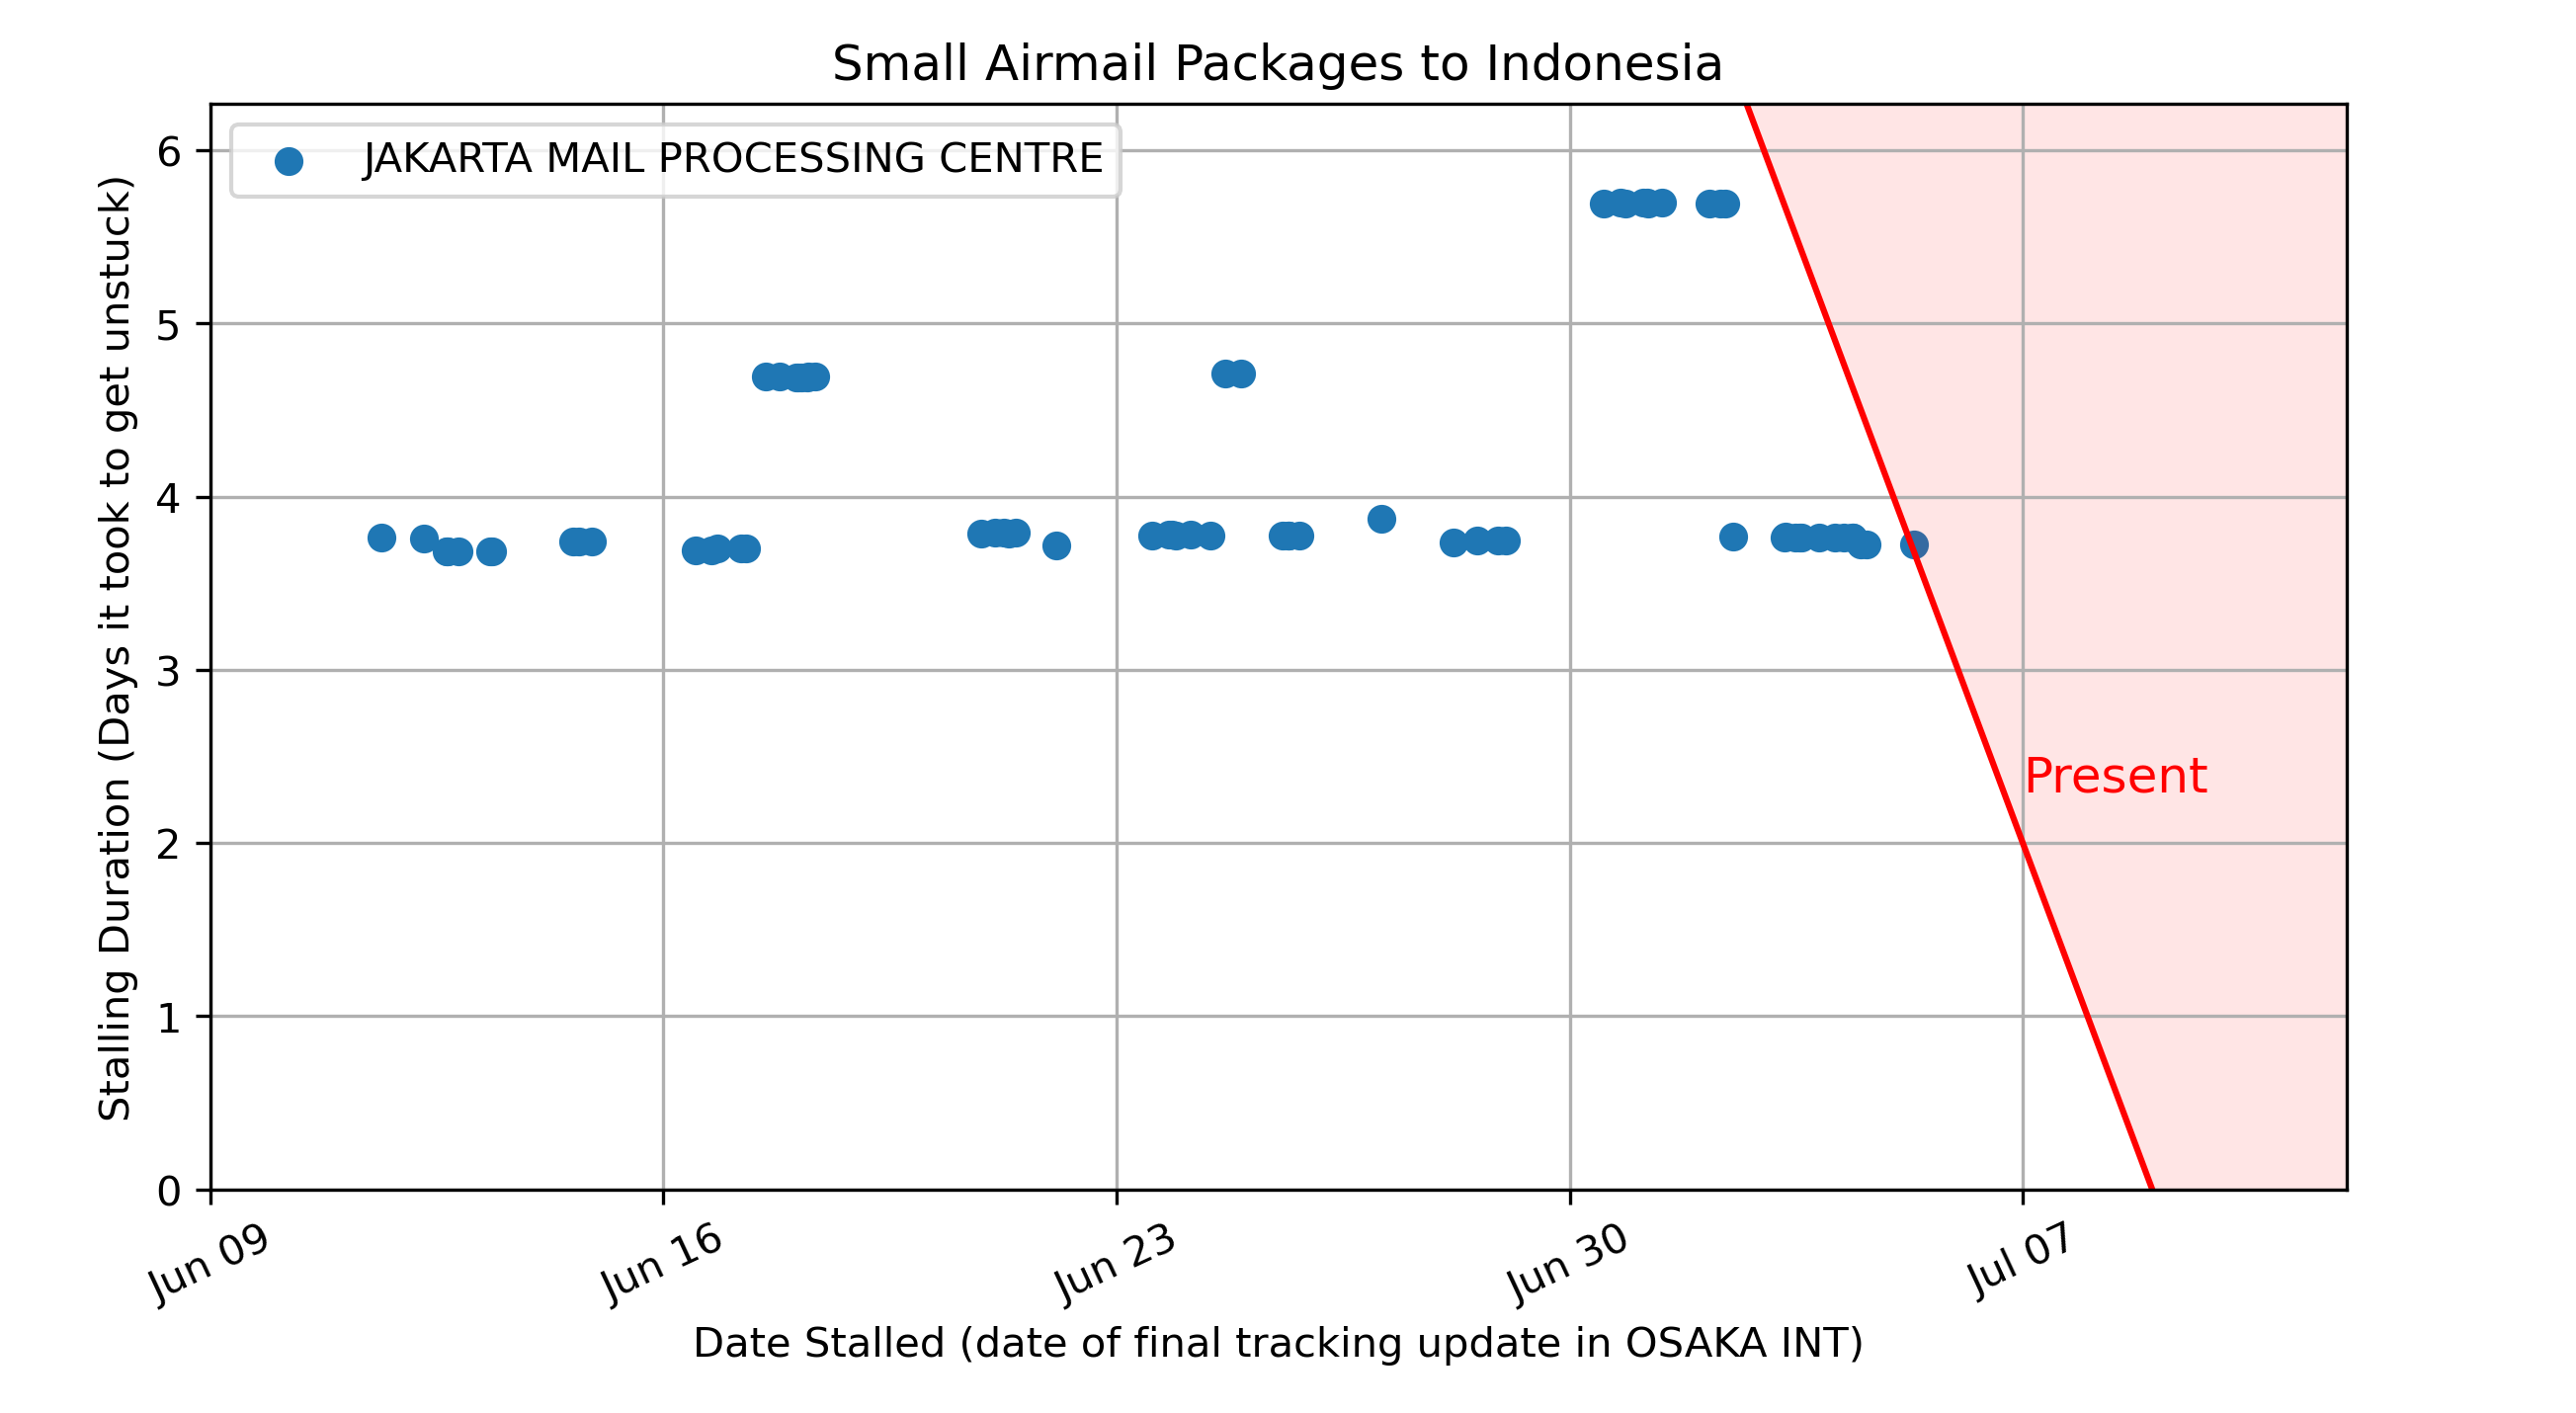 Small Airmail Packages to Indonesia
JAKARTA MAIL PROCESSING CENTRE
Stalling Duration (Days it took to get unstuck)
6
5
4
3
2
1
0
Present
Jun 09
Jun 16
Jun 23
Jun 30
Jul 07
Date Stalled (date of final tracking update in OSAKA INT)